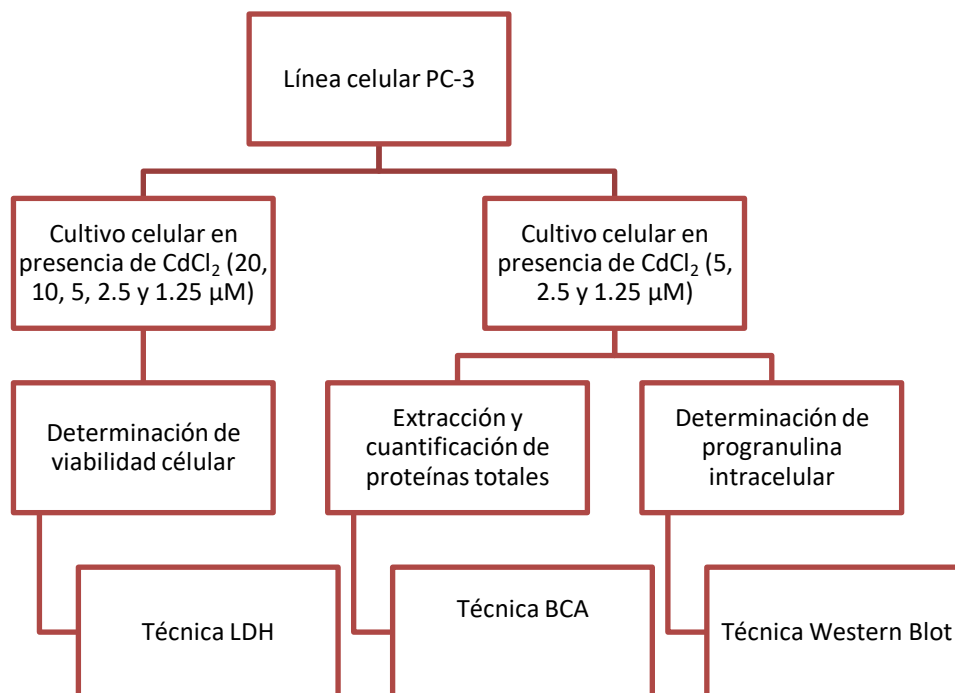 Línea celular PC-3
Cultivo celular en
presencia de CdCl₂ (20,
10, 5, 2.5 y 1.25 µM)
Cultivo celular en
presencia de CdCl₂ (5,
2.5 y 1.25 µM)
Determinación de
viabilidad célular
Extracción y
cuantificación de
proteínas totales
Determinación de
progranulina
intracelular
Técnica LDH
Técnica BCA
Técnica Western Blot